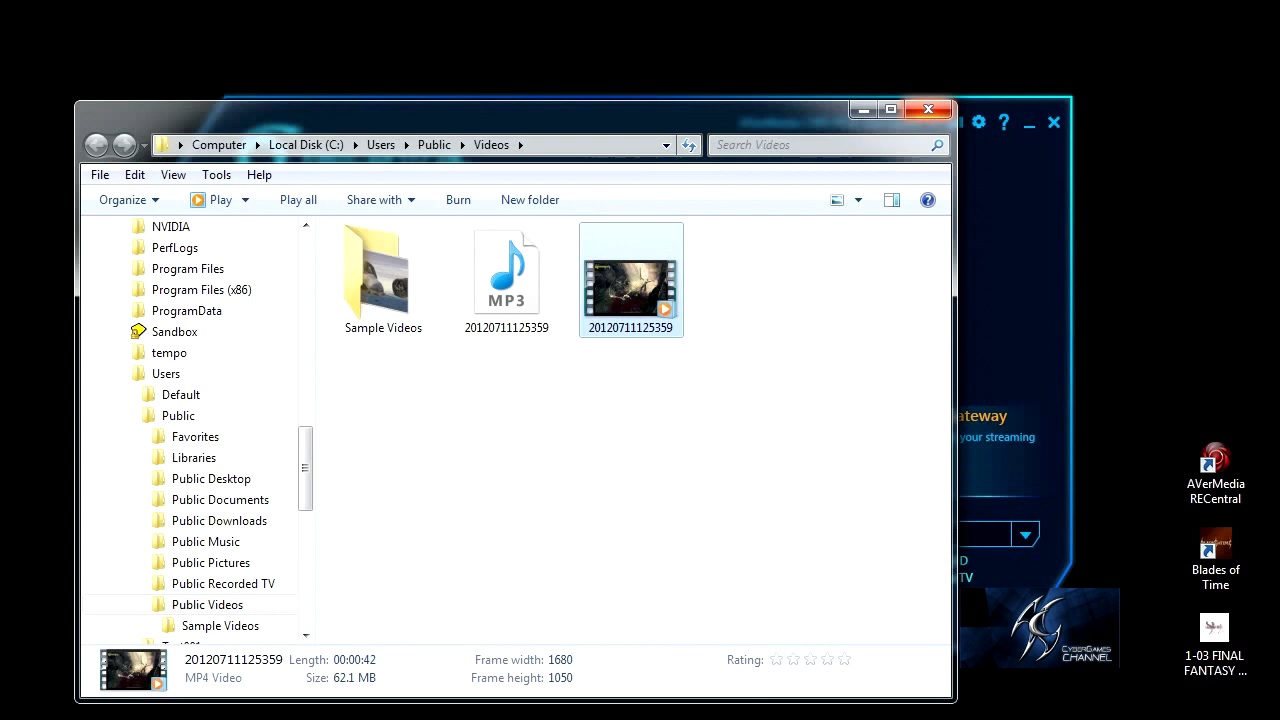 Computer Local Disk (C:) Users Public Videos
Search Videos
File Edit View Tools Help
Organize Play Play all Share with Burn New folder
NVIDIA
PerfLogs
Program Files
Program Files (x86)
ProgramData
Sandbox
tempo
Users
Default
Public
Favorites
Libraries
Public Desktop
Public Documents
Public Downloads
Public Music
Public Pictures
Public Recorded TV
Public Videos
Sample Videos
Sample Videos
MP3
20120711125359
20120711125359
20120711125359 Length: 00:00:42 Frame width: 1680 Rating:
MP4 Video Size: 62.1 MB Frame height: 1050
ateway
your streaming
D
TV
CYBERGAMES
CHANNEL
AVerMedia
RECentral
Blades of
Time
1-03 FINAL
FANTASY ...